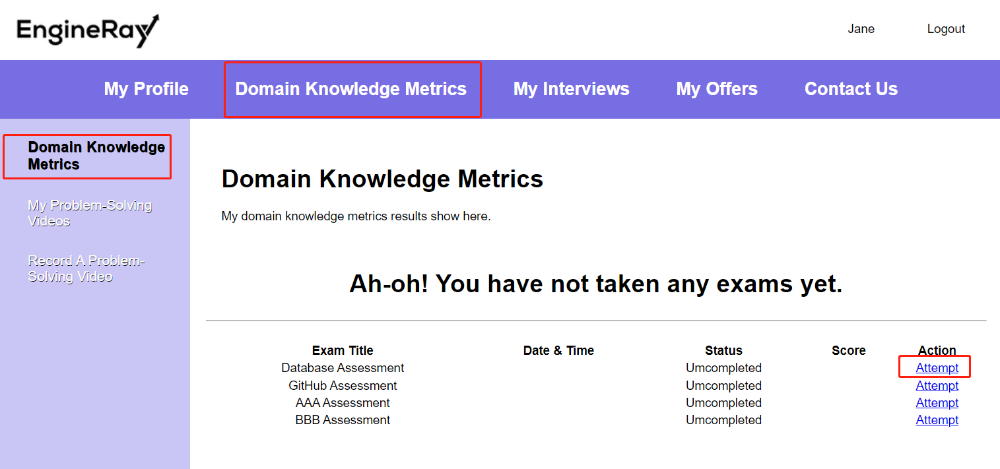 EngineRay
Jane Logout
My Profile Domain Knowledge Metrics My Interviews My Offers Contact Us
Domain Knowledge
Metrics
My Problem-Solving
Videos
Record A Problem-
Solving Video
Domain Knowledge Metrics
My domain knowledge metrics results show here.
Ah-oh! You have not taken any exams yet.
Exam Title Date & Time Status Score Action
Database Assessment Umcompleted Attempt
GitHub Assessment Umcompleted Attempt
AAA Assessment Umcompleted Attempt
BBB Assessment Umcompleted Attempt